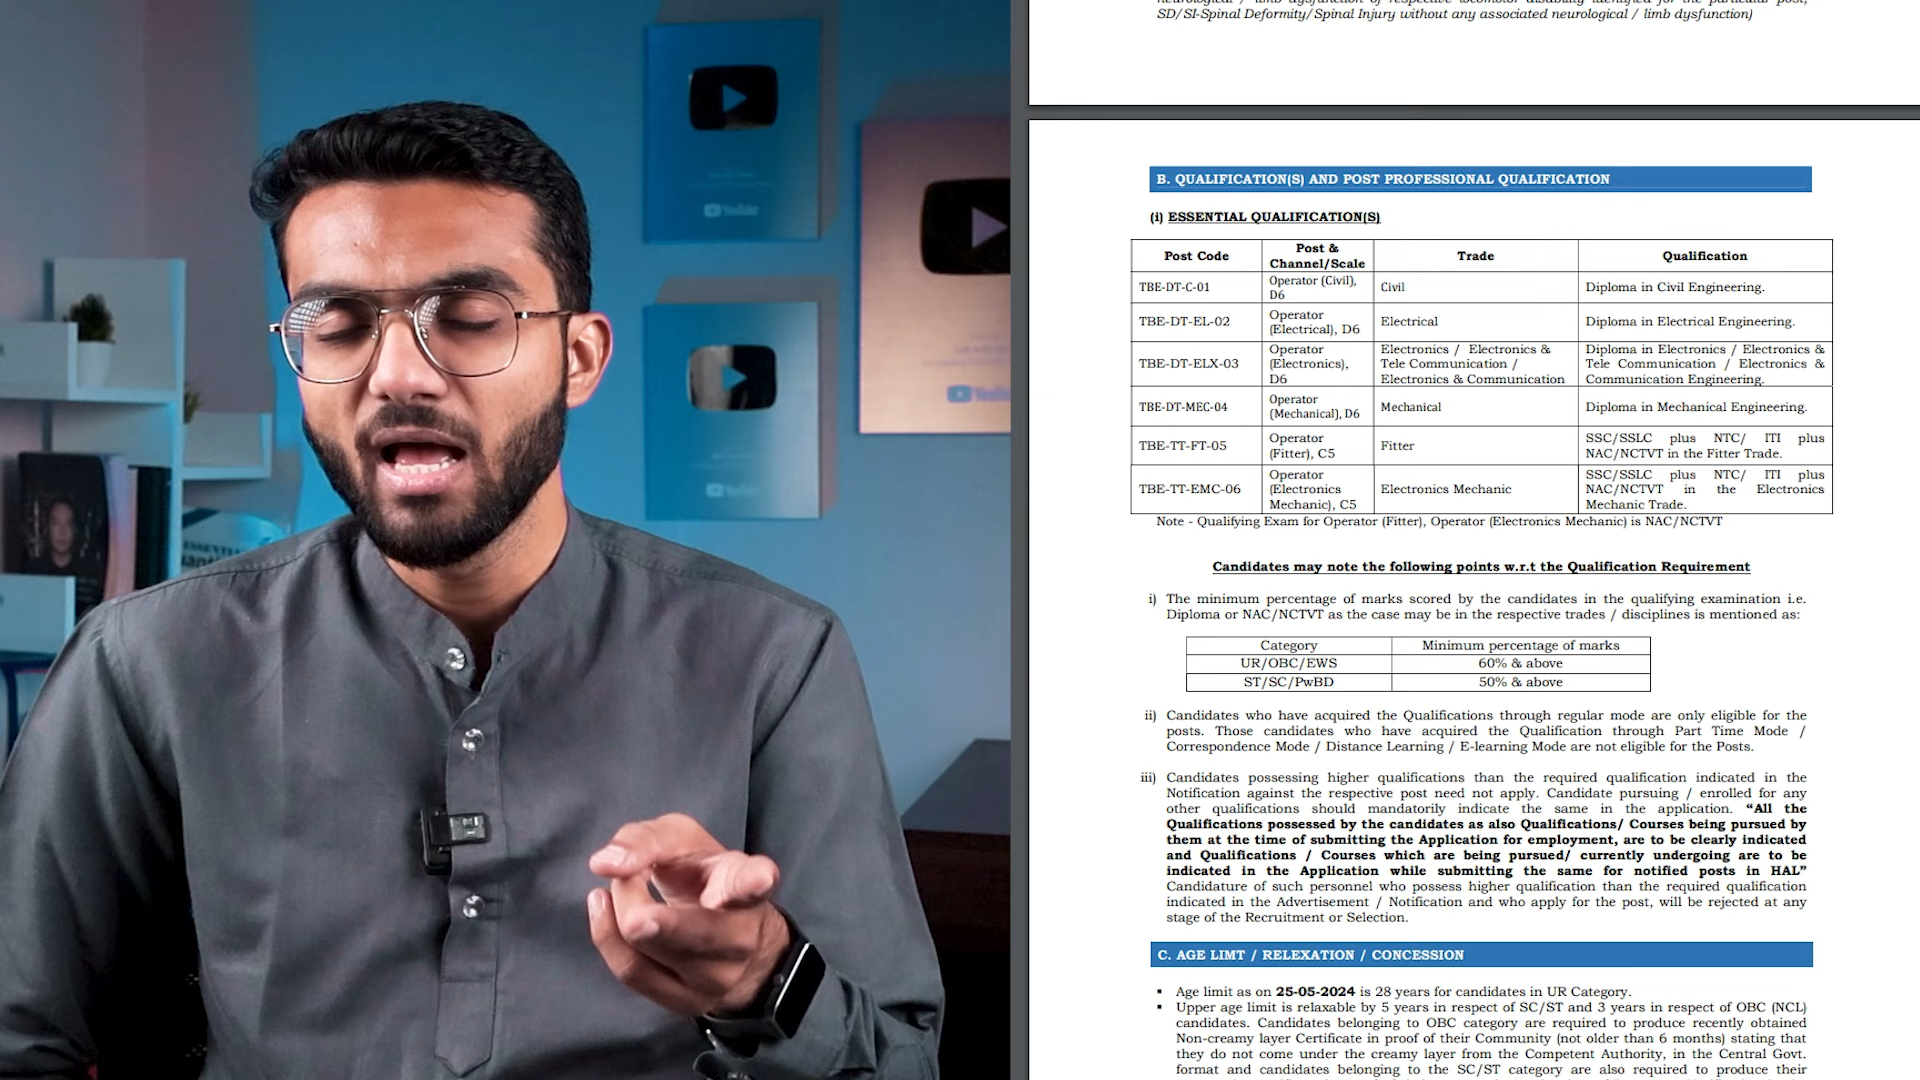 neurological / limb dysfunction of respective locomotor disability identified for the particular post,
SD/SI-Spinal Deformity/Spinal Injury without any associated neurological / limb dysfunction)
B. QUALIFICATION(S) AND POST PROFESSIONAL QUALIFICATION
(i) ESSENTIAL QUALIFICATION(S)
Post Code
Post &
Channel/Scale
Trade
Qualification
TBE-DT-C-01
Operator (Civil),
D6
Civil
Diploma in Civil Engineering.
TBE-DT-EL-02
Operator
(Electrical), D6
Electrical
Diploma in Electrical Engineering.
TBE-DT-ELX-03
Operator
(Electronics),
D6
Electronics / Electronics &
Tele Communication /
Electronics & Communication
Diploma in Electronics / Electronics &
Tele Communication / Electronics &
Communication Engineering.
TBE-DT-MEC-04
Operator
(Mechanical), D6
Mechanical
Diploma in Mechanical Engineering.
TBE-TT-FT-05
Operator
(Fitter), C5
Fitter
SSC/SSLC plus NTC/ ITI plus
NAC/NCTVT in the Fitter Trade.
TBE-TT-EMC-06
Operator
(Electronics
Mechanic), C5
Electronics Mechanic
SSC/SSLC plus NTC/ ITI plus
NAC/NCTVT in the Electronics
Mechanic Trade.
Note - Qualifying Exam for Operator (Fitter), Operator (Electronics Mechanic) is NAC/NCTVT
Candidates may note the following points w.r.t the Qualification Requirement
i) The minimum percentage of marks scored by the candidates in the qualifying examination i.e.
Diploma or NAC/NCTVT as the case may be in the respective trades / disciplines is mentioned as:
Category
Minimum percentage of marks
UR/OBC/EWS
60% & above
ST/SC/PwBD
50% & above
ii) Candidates who have acquired the Qualifications through regular mode are only eligible for the
posts. Those candidates who have acquired the Qualification through Part Time Mode /
Correspondence Mode / Distance Learning / E-learning Mode are not eligible for the Posts.
iii) Candidates possessing higher qualifications than the required qualification indicated in the
Notification against the respective post need not apply. Candidate pursuing / enrolled for any
other qualifications should mandatorily indicate the same in the application. “All the
Qualifications possessed by the candidates as also Qualifications/ Courses being pursued by
them at the time of submitting the Application for employment, are to be clearly indicated
and Qualifications / Courses which are being pursued/ currently undergoing are to be
indicated in the Application while submitting the same for notified posts in HAL”
Candidature of such personnel who possess higher qualification than the required qualification
indicated in the Advertisement / Notification and who apply for the post, will be rejected at any
stage of the Recruitment or Selection.
C. AGE LIMT / RELEXATION / CONCESSION
▪ Age limit as on 25-05-2024 is 28 years for candidates in UR Category.
▪ Upper age limit is relaxable by 5 years in respect of SC/ST and 3 years in respect of OBC (NCL)
candidates. Candidates belonging to OBC category are required to produce recently obtained
Non-creamy layer Certificate in proof of their Community (not older than 6 months) stating that
they do not come under the creamy layer from the Competent Authority, in the Central Govt.
format and candidates belonging to the SC/ST category are also required to produce their
YouTube
YouTube